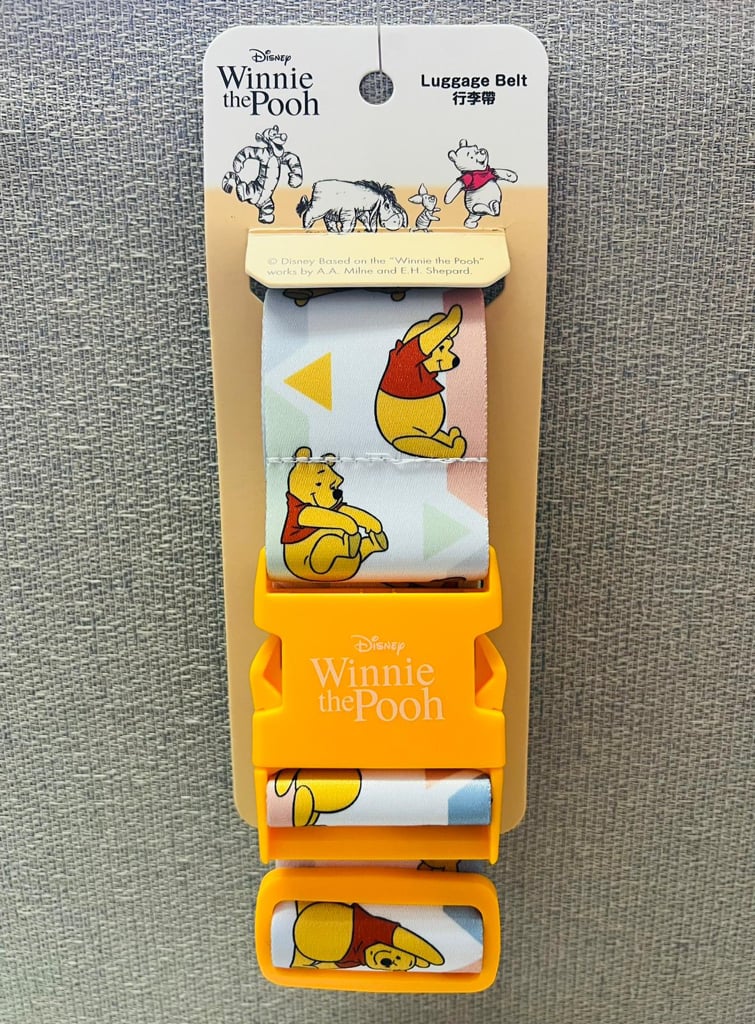 Disney
Winnie
the Pooh
Luggage Belt
行李帶
© Disney Based on the "Winnie the Pooh"
works by A.A. Milne and E.H. Shepard.
Disney
Winnie
the Pooh